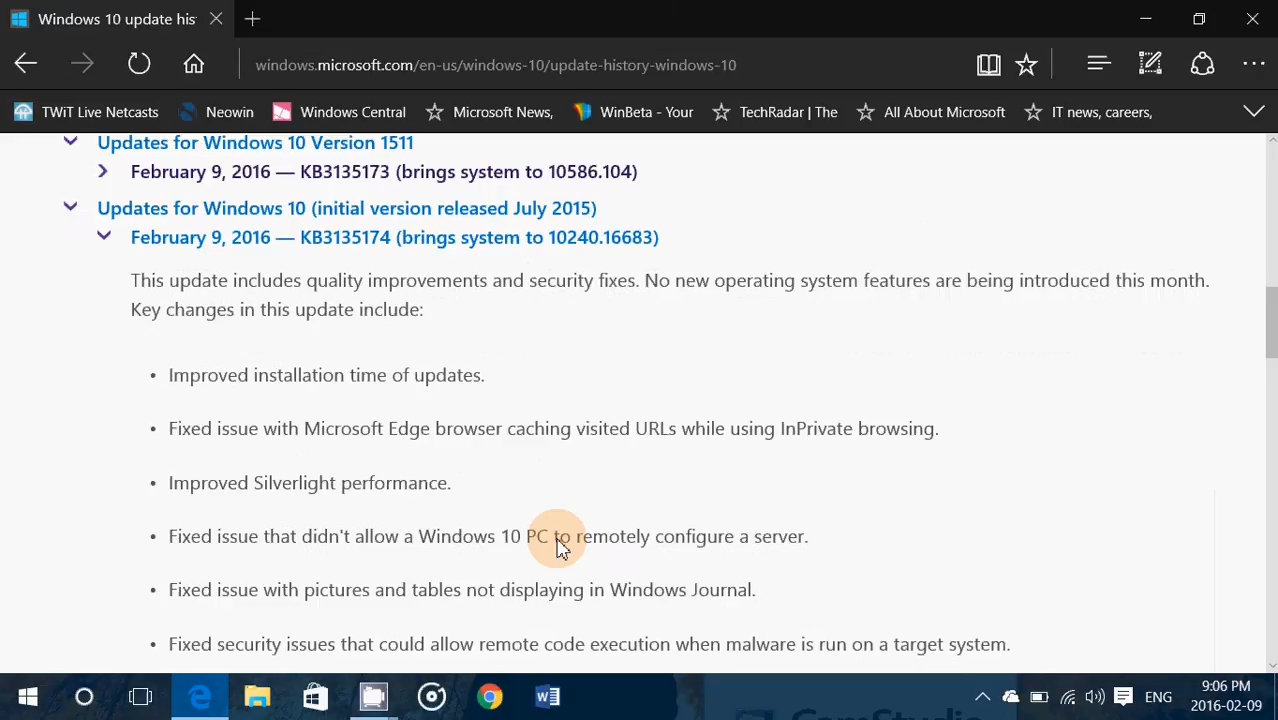 Windows 10 update his
windows.microsoft.com/en-us/windows-10/update-history-windows-10
TWiT Live Netcasts
Neowin
Windows Central
Microsoft News,
WinBeta - Your
TechRadar | The
All About Microsoft
IT news, careers,
Updates for Windows 10 Version 1511
February 9, 2016 — KB3135173 (brings system to 10586.104)
Updates for Windows 10 (initial version released July 2015)
February 9, 2016 — KB3135174 (brings system to 10240.16683)
This update includes quality improvements and security fixes. No new operating system features are being introduced this month.
Key changes in this update include:
• Improved installation time of updates.
• Fixed issue with Microsoft Edge browser caching visited URLs while using InPrivate browsing.
• Improved Silverlight performance.
• Fixed issue that didn't allow a Windows 10 PC to remotely configure a server.
• Fixed issue with pictures and tables not displaying in Windows Journal.
• Fixed security issues that could allow remote code execution when malware is run on a target system.
ENG
9:06 PM
2016-02-09
CamStudio